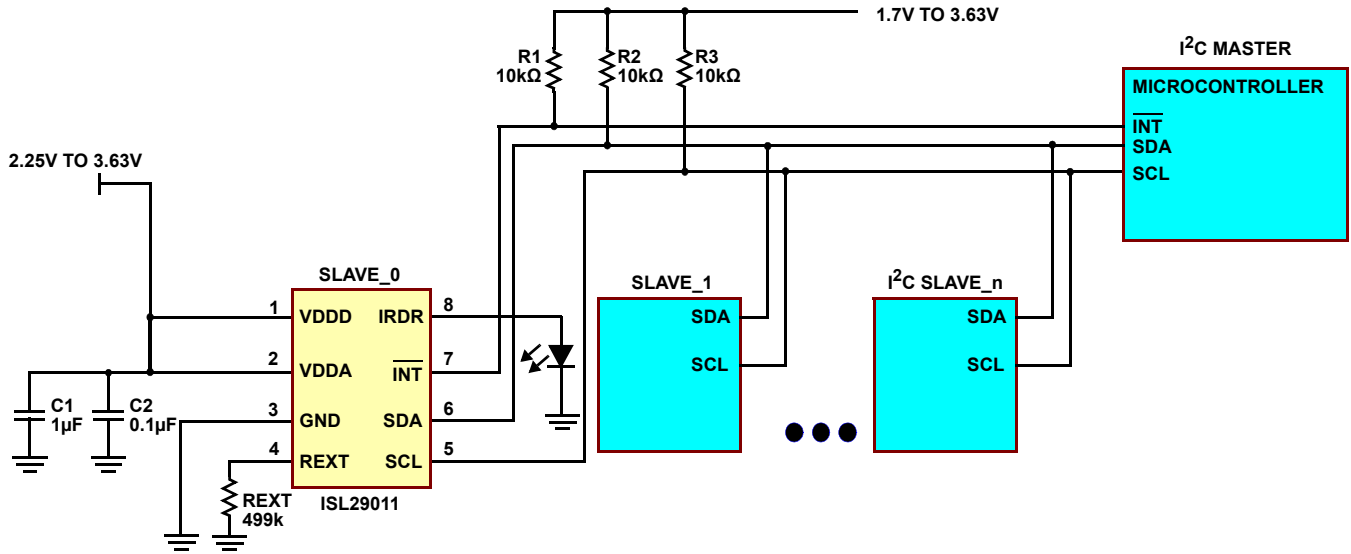 1.7V TO 3.63V
R1
10kΩ
R2
10kΩ
R3
10kΩ
I²C MASTER
MICROCONTROLLER
INT
SDA
SCL
2.25V TO 3.63V
SLAVE_0
1
VDDD
IRDR
8
2
VDDA
INT
7
3
GND
SDA
6
4
REXT
SCL
5
ISL29011
C1
1µF
C2
0.1µF
REXT
499k
SLAVE_1
SDA
SCL
I²C SLAVE_n
SDA
SCL